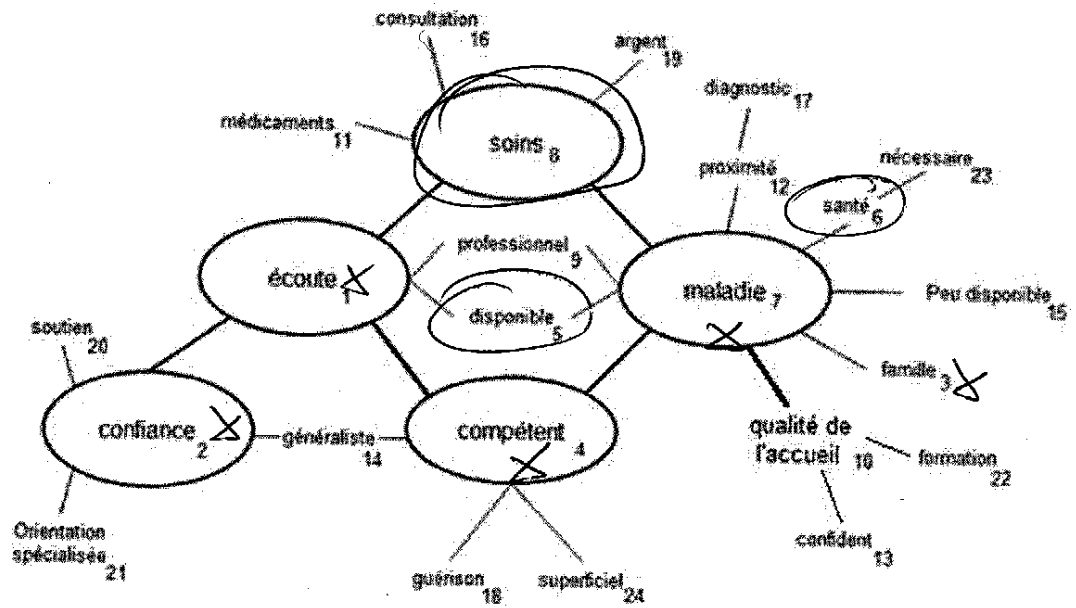 consultation 16
argent 19
diagnostic 17
médicaments 11
soins 8
nécessaire 23
proximité 12
santé 6
professionnel 9
écoute 1
maladie 7
Peu disponible 15
disponible 5
soutien 20
famille 3
confiance 2
généraliste 14
compétent 4
qualité de
l'accueil 10
formation 22
Orientation
spécialisée 21
confident 13
guérison 18
superficiel 24